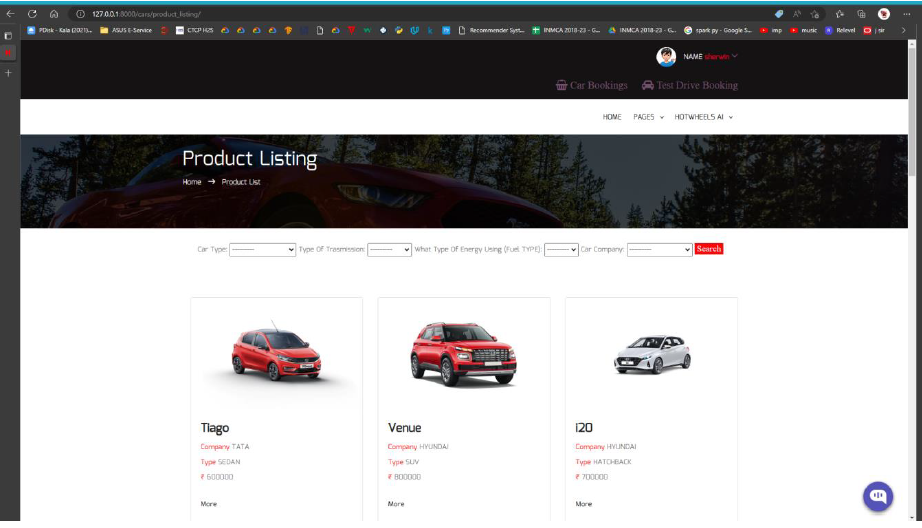 127.0.0.1:8000/cars/product_listing/
PDisk - Kala (2021)... ASUS E-Service CTCP H2S Recommender Syst... INMCA 2018-23 - G... INMCA 2018-23 - G... spark.py - Google S... imp music Relevel j sir
NAME sherwin
Car Bookings Test Drive Booking
HOME PAGES HOTWHEELS AI
Product Listing
Home → Product List
Car Type: --------- Type Of Trasmission: --------- What Type Of Energy Using (Fuel TYPE): --------- Car Company: --------- Search
Tiago
Company TATA
Type SEDAN
₹ 500000
More
Venue
Company HYUNDAI
Type SUV
₹ 800000
More
i20
Company HYUNDAI
Type HATCHBACK
₹ 700000
More